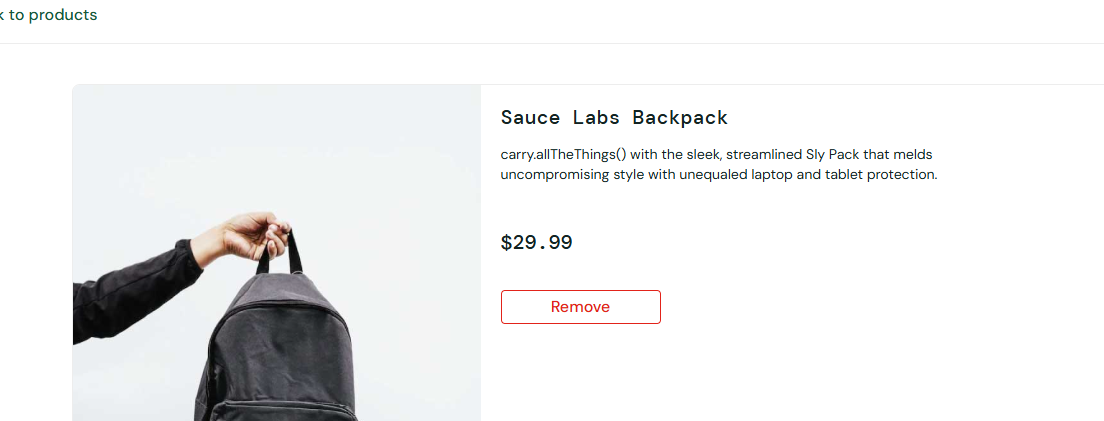 to products
Sauce Labs Backpack
carry.allTheThings() with the sleek, streamlined Sly Pack that melds
uncompromising style with unequaled laptop and tablet protection.
$29.99
Remove